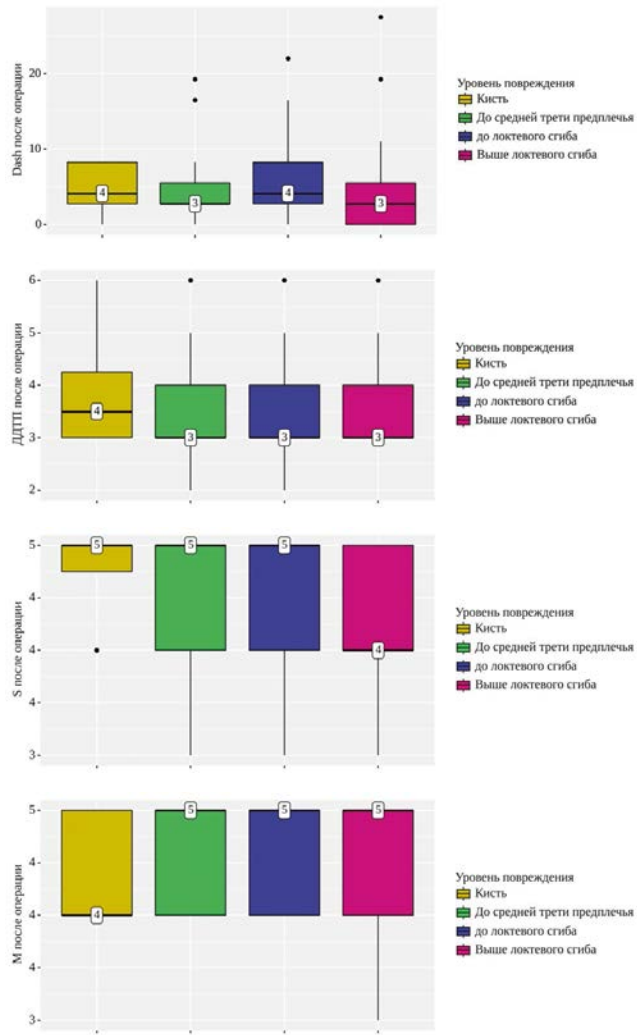 Dash после операции
20
10
0
4
3
4
3
Уровень повреждения
Кисть
До средней трети предплечья
до локтевого сгиба
Выше локтевого сгиба
ДДТП после операции
6
5
4
3
2
4
3
3
3
Уровень повреждения
Кисть
До средней трети предплечья
до локтевого сгиба
Выше локтевого сгиба
S после операции
5
4
4
4
3
5
5
5
4
Уровень повреждения
Кисть
До средней трети предплечья
до локтевого сгиба
Выше локтевого сгиба
М после операции
5
4
4
4
3
4
5
5
5
Уровень повреждения
Кисть
До средней трети предплечья
до локтевого сгиба
Выше локтевого сгиба